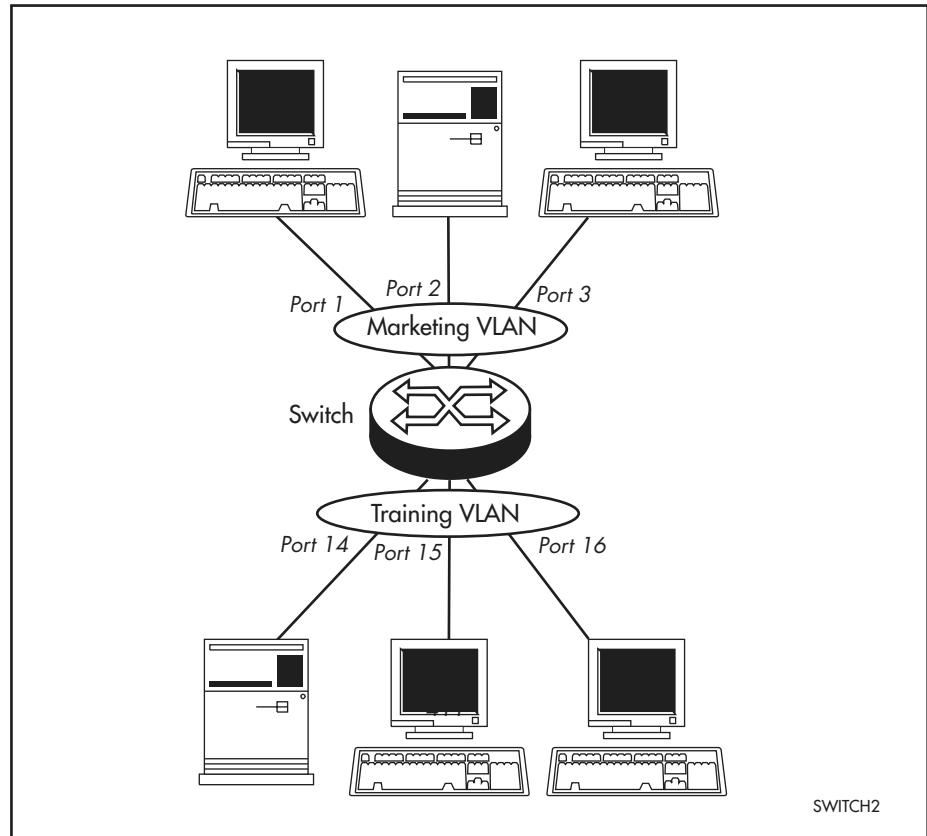 Port 1
Port 2
Port 3
Marketing VLAN
Switch
Training VLAN
Port 14
Port 15
Port 16
SWITCH2